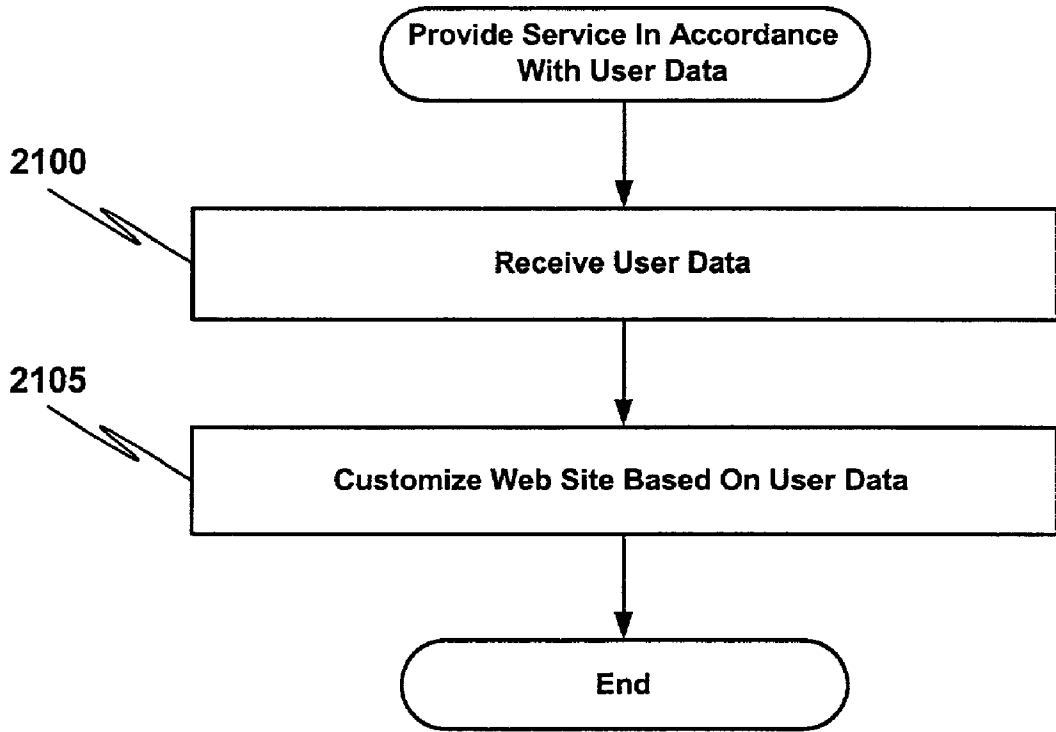 Provide Service In Accordance
With User Data
2100
Receive User Data
2105
Customize Web Site Based On User Data
End